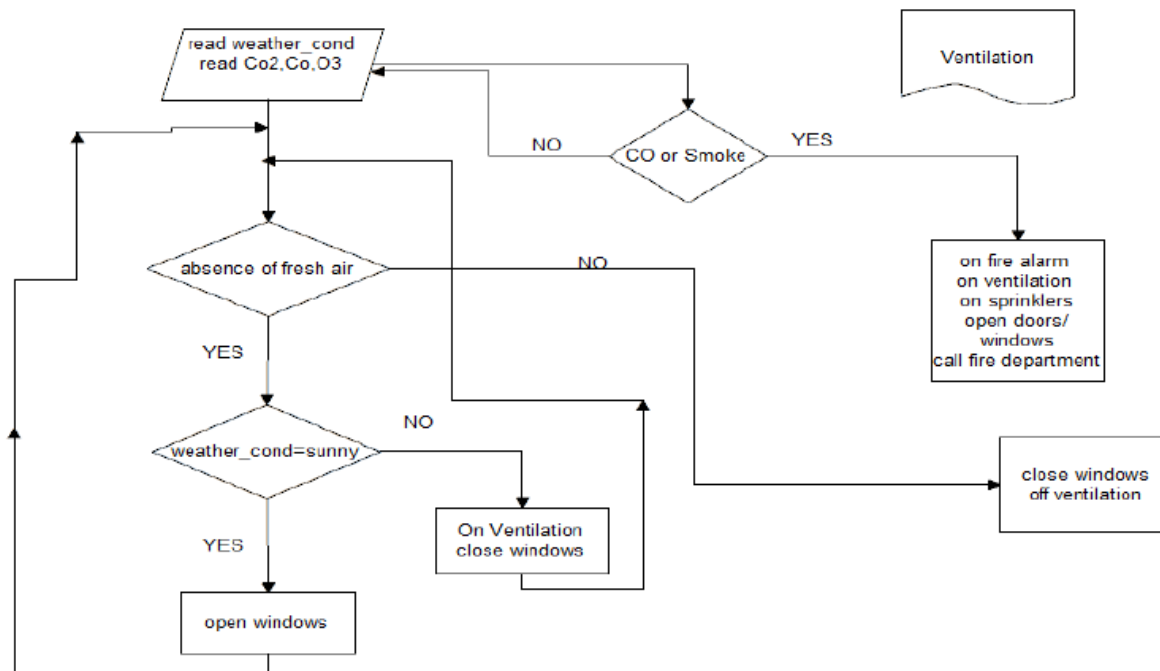 read weather_cond
read Co2,Co,O3
Ventilation
NO
CO or Smoke
YES
absence of fresh air
NO
on fire alarm
on ventilation
on sprinklers
open doors/
windows
call fire department
YES
weather_cond=sunny
NO
close windows
off ventilation
On Ventilation
close windows
YES
open windows